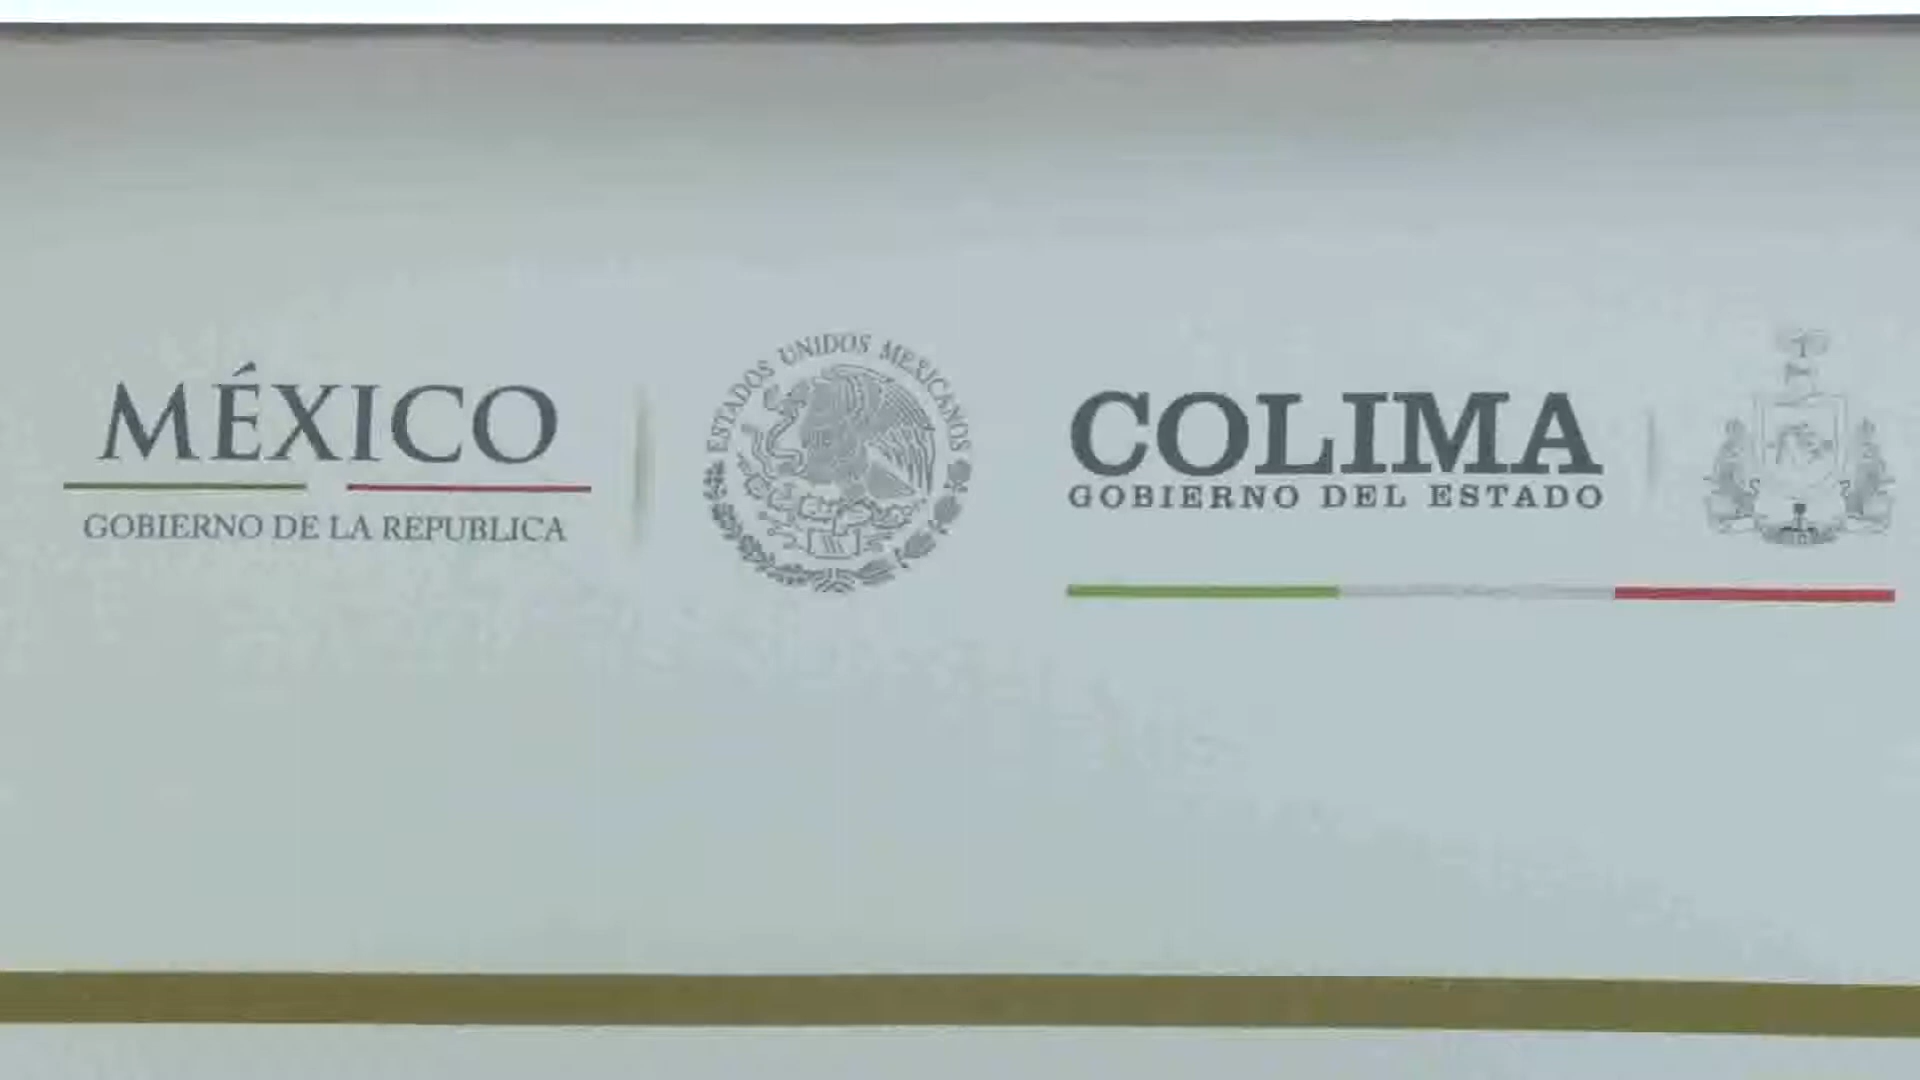 MÉXICO
GOBIERNO DE LA REPUBLICA
ESTADOS UNIDOS MEXICANOS
COLIMA
GOBIERNO DEL ESTADO